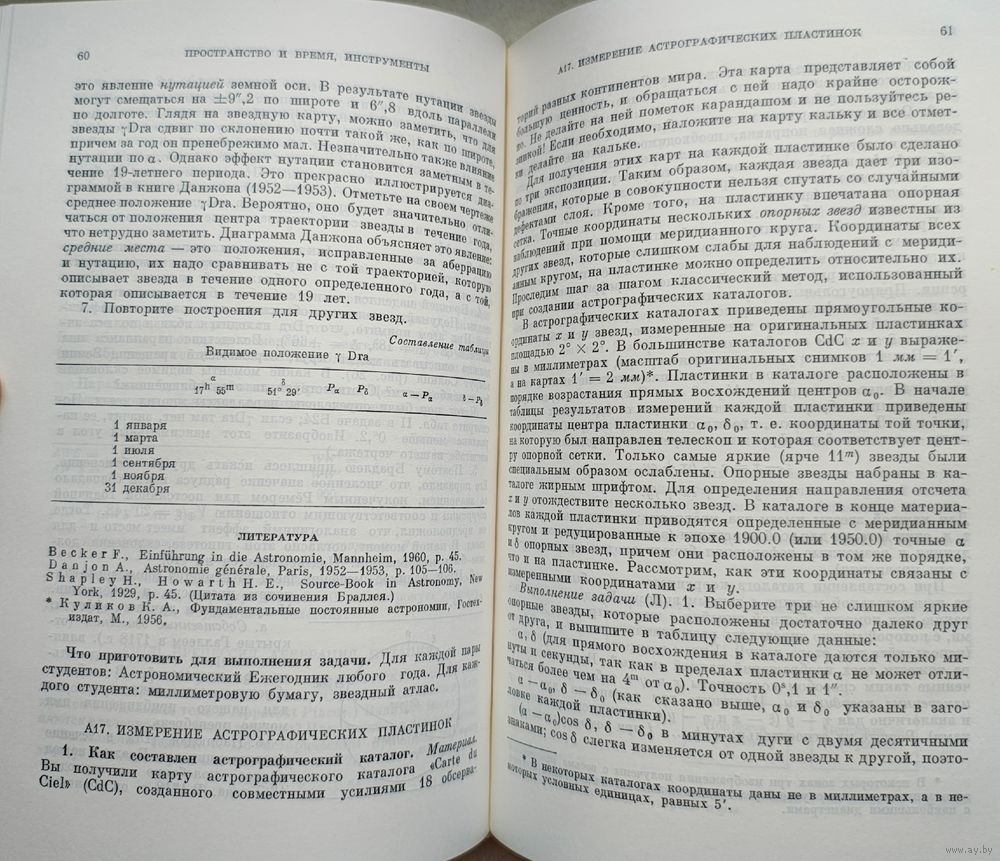 60
ПРОСТРАНСТВО И ВРЕМЯ, ИНСТРУМЕНТЫ
это явление нутацией земной оси. В результате нутации звезды
могут смещаться на ±9″,2 по широте и 6″,8 вдоль параллели
по долготе. Глядя на звездную карту, можно заметить, что для
звезды γDra сдвиг по склонению почти такой же, как по широте,
причем за год он пренебрежимо мал. Незначительно также влияние
нутации по α. Однако эффект нутации становится заметным в те-
чение 19-летнего периода. Это прекрасно иллюстрируется диа-
граммой в книге Данжона (1952—1953). Отметьте на своем чертеже
среднее положение γDra. Вероятно, оно будет значительно отли-
чаться от положения центра траектории звезды в течение года,
что нетрудно заметить. Диаграмма Данжона объясняет это явление:
средние места — это положения, исправленные за аберрацию
и нутацию, их надо сравнивать не с той траекторией, которую
описывает звезда в течение одного определенного года, а с той,
которая описывается в течение 19 лет.
7. Повторите построения для других звезд.
Составление таблицы
Видимое положение γ Dra
α
17h 55m
δ
51° 29′
Pα
Pδ
α — Pα
δ — Pδ
1 января
1 марта
1 июля
1 сентября
1 ноября
31 декабря
ЛИТЕРАТУРА
Becker F., Einführung in die Astronomie, Mannheim, 1960, p. 45.
Danjon A., Astronomie générale, Paris, 1952—1953, p. 105—106.
Shapley H., Howarth H. E., Source-Book in Astronomy, New
York, 1929, p. 45. (Цитата из сочинения Брадлея.)
* Куликов К. А., Фундаментальные постоянные астрономии, Гостех-
издат, М., 1956.
Что приготовить для выполнения задачи. Для каждой пары
студентов: Астрономический Ежегодник любого года. Для каж-
дого студента: миллиметровую бумагу, звездный атлас.
А17. ИЗМЕРЕНИЕ АСТРОГРАФИЧЕСКИХ ПЛАСТИНОК
1. Как составлен астрографический каталог. Материал.
Вы получили карту астрографического каталога «Carte du
Ciel» (CdC), созданного совместными усилиями 18 обсерва-
А17. ИЗМЕРЕНИЕ АСТРОГРАФИЧЕСКИХ ПЛАСТИНОК
61
торий разных континентов мира. Эта карта представляет собой
большую ценность, и обращаться с ней надо крайне осторож-
но. Не делайте на ней пометок карандашом и не пользуйтесь ре-
зинкой! Если необходимо, наложите на карту кальку и все отмет-
ки делайте на кальке.
Для получения этих карт на каждой пластинке было сделано
по три экспозиции. Таким образом, каждая звезда дает три изо-
бражения, которые в совокупности нельзя спутать со случайными
дефектами слоя. Кроме того, на пластинку впечатана опорная
сетка. Точные координаты нескольких опорных звезд известны из
наблюдений при помощи меридианного круга. Координаты всех
других звезд, которые слишком слабы для наблюдений с мериди-
анным кругом, на пластинке можно определить относительно их.
Проследим шаг за шагом классический метод, использованный
при создании астрографических каталогов.
В астрографических каталогах приведены прямоугольные ко-
ординаты x и y звезд, измеренные на оригинальных пластинках
площадью 2° × 2°. В большинстве каталогов CdC x и y выраже-
ны в миллиметрах (масштаб оригинальных снимков 1 мм = 1′,
а на картах 1′ = 2 мм)*. Пластинки в каталоге расположены в
порядке возрастания прямых восхождений центров α₀. В начале
таблицы результатов измерений каждой пластинки приведены
координаты центра пластинки α₀, δ₀, т. е. координаты той точки,
на которую был направлен телескоп и которая соответствует цент-
ру опорной сетки. Только самые яркие (ярче 11m) звезды были
специальным образом ослаблены. Опорные звезды набраны в ка-
талоге жирным шрифтом. Для определения направления отсчета
x и y отождествите несколько звезд. В каталоге в конце материа-
лов каждой пластинки приводятся определенные с меридианным
кругом и редуцированные к эпохе 1900.0 (или 1950.0) точные α
и δ опорных звезд, причем они расположены в том же порядке,
что и на пластинке. Рассмотрим, как эти координаты связаны с
измеренными координатами x и y.
Выполнение задачи (Л). 1. Выберите три не слишком яркие
опорные звезды, которые расположены достаточно далеко друг
от друга, и выпишите в таблицу следующие данные:
α, δ (для прямого восхождения в каталоге даются только ми-
нуты и секунды, так как в пределах пластинки α не может отли-
чаться более чем на 4m от α₀). Точность 0s,1 и 1″.
α — α₀, δ — δ₀ (как сказано выше, α₀ и δ₀ указаны в заго-
ловке каждой пластинки).
(α — α₀)cos δ, δ — δ₀ в минутах дуги с двумя десятичными
знаками; cos δ слегка изменяется от одной звезды к другой, поэто-
* В некоторых каталогах координаты даны не в миллиметрах, а в не-
которых условных единицах, равных 5′.
www.ay.by